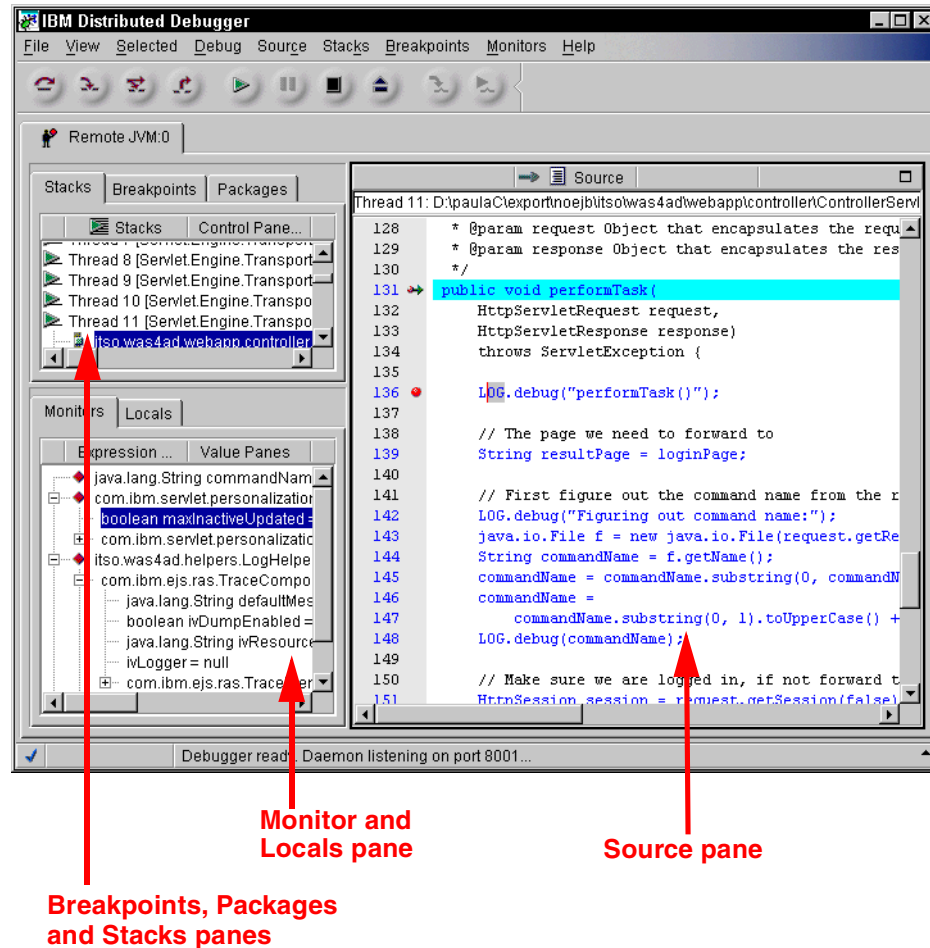 IBM Distributed Debugger
File View Selected Debug Source Stacks Breakpoints Monitors Help
Remote JVM:0
Stacks Breakpoints Packages
Stacks Control Pane...
Thread 8 [Servlet.Engine.Transport
Thread 9 [Servlet.Engine.Transport
Thread 10 [Servlet.Engine.Transpo
Thread 11 [Servlet.Engine.Transpo
itso.was4ad.webapp.controller
Monitors Locals
Expression ... Value Panes
java.lang.String commandNam
com.ibm.servlet.personalization
boolean maxInactiveUpdated =
com.ibm.servlet.personalizatic
itso.was4ad.helpers.LogHelpe
com.ibm.ejs.ras.TraceCompo
java.lang.String defaultMes
boolean ivDumpEnabled =
java.lang.String ivResource
ivLogger = null
com.ibm.ejs.ras.Trace
Source
Thread 11: D:\paulaC\export\noejb\itso\was4ad\webapp\controller\ControllerServl
128 * @param request Object that encapsulates the requ
129 * @param response Object that encapsulates the res
130 */
131 public void performTask(
132 HttpServletRequest request,
133 HttpServletResponse response)
134 throws ServletException {
135
136 LOG.debug("performTask()");
137
138 // The page we need to forward to
139 String resultPage = loginPage;
140
141 // First figure out the command name from the r
142 LOG.debug("Figuring out command name:");
143 java.io.File f = new java.io.File(request.getRe
144 String commandName = f.getName();
145 commandName = commandName.substring(0, commandN
146 commandName =
147 commandName.substring(0, 1).toUpperCase() +
148 LOG.debug(commandName);
149
150 // Make sure we are logged in, if not forward t
151 HttpSession session = request.getSession(false)
Debugger ready. Daemon listening on port 8001...
Monitor and
Locals pane
Source pane
Breakpoints, Packages
and Stacks panes